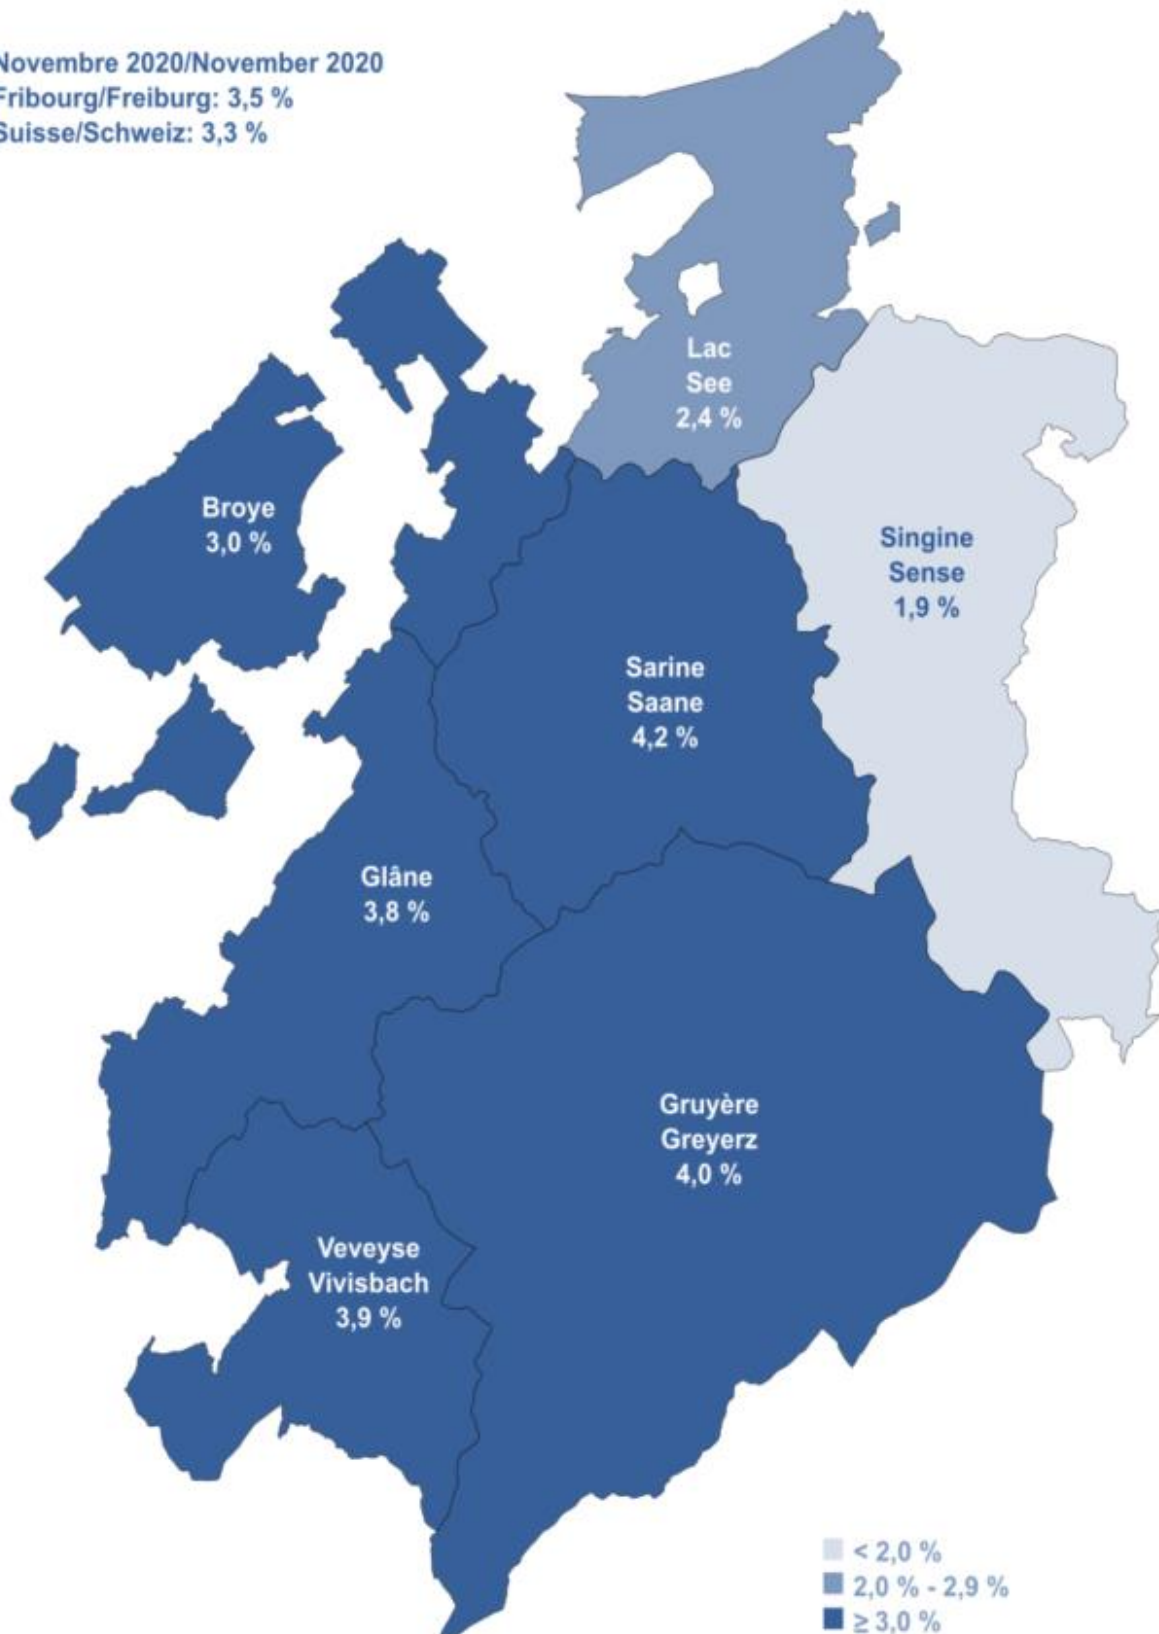 Novembre 2020/November 2020
Fribourg/Freiburg: 3,5 %
Suisse/Schweiz: 3,3 %
Lac
See
2,4 %
Broye
3,0 %
Singine
Sense
1,9 %
Sarine
Saane
4,2 %
Glâne
3,8 %
Gruyère
Greyerz
4,0 %
Veveyse
Vivisbach
3,9 %
< 2,0 %
2,0 % - 2,9 %
≥ 3,0 %